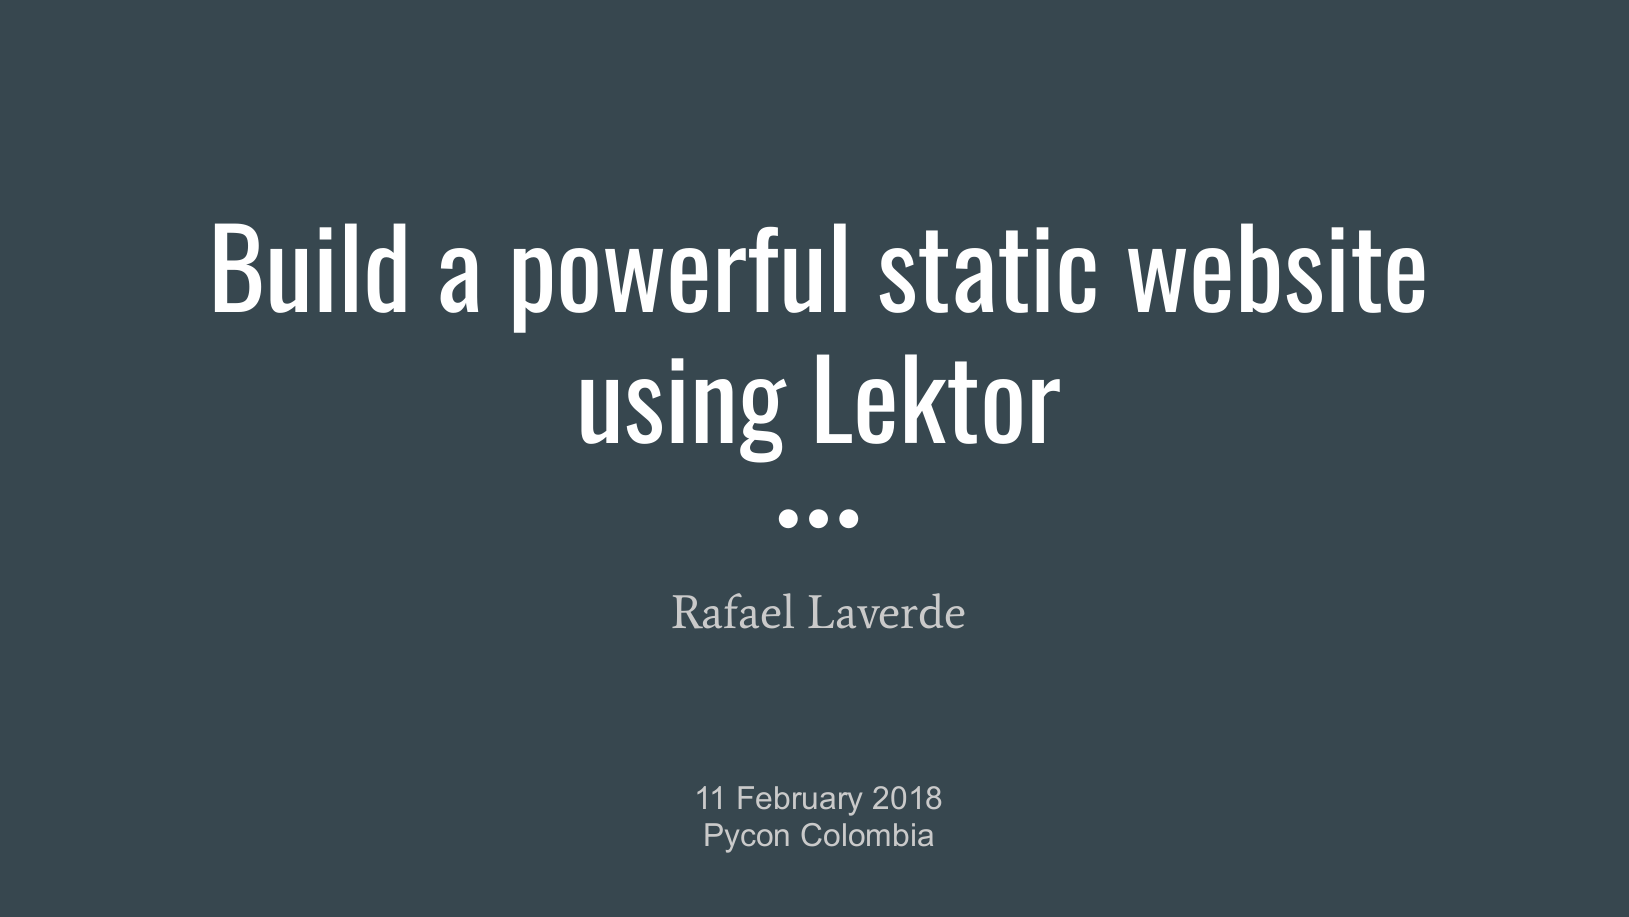 Build a powerful static website
using Lektor
Rafael Laverde
11 February 2018
Pycon Colombia